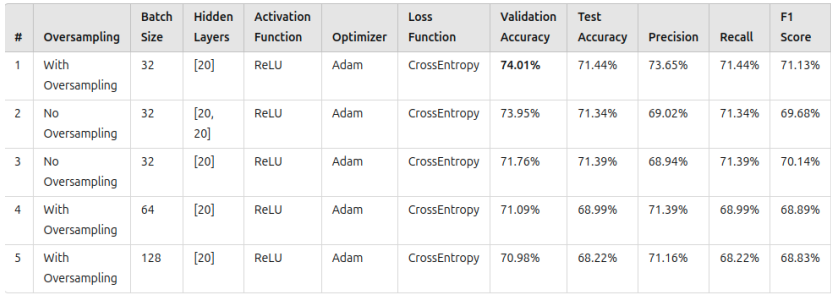 # Oversampling Batch Size Hidden Layers Activation Function Optimizer Loss Function Validation Accuracy Test Accuracy Precision Recall F1 Score
1 With Oversampling 32 [20] ReLU Adam CrossEntropy 74.01% 71.44% 73.65% 71.44% 71.13%
2 No Oversampling 32 [20, 20] ReLU Adam CrossEntropy 73.95% 71.34% 69.02% 71.34% 69.68%
3 No Oversampling 32 [20] ReLU Adam CrossEntropy 71.76% 71.39% 68.94% 71.39% 70.14%
4 With Oversampling 64 [20] ReLU Adam CrossEntropy 71.09% 68.99% 71.39% 68.99% 68.89%
5 With Oversampling 128 [20] ReLU Adam CrossEntropy 70.98% 68.22% 71.16% 68.22% 68.83%